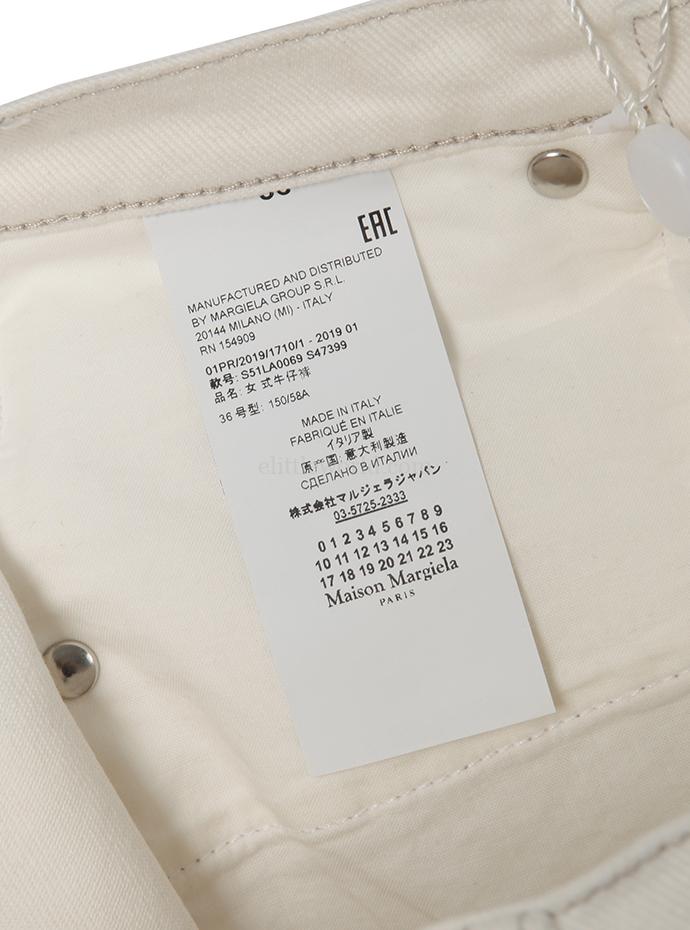 EAC
MANUFACTURED AND DISTRIBUTED
BY MARGIELA GROUP S.R.L.
20144 MILANO (MI) - ITALY
RN 154909
01PR/2019/1710/1 - 2019 01
款号: S51LA0069 S47399
品名: 女式牛仔裤
36 号型: 150/58A
MADE IN ITALY
FABRIQUÉ EN ITALIE
イタリア製
原产国: 意大利製造
СДЕЛАНО В ИТАЛИИ
株式会社マルジェラジャパン
03-5725-2333
0 1 2 3 4 5 6 7 8 9
10 11 12 13 14 15 16
17 18 19 20 21 22 23
Maison Margiela
PARIS